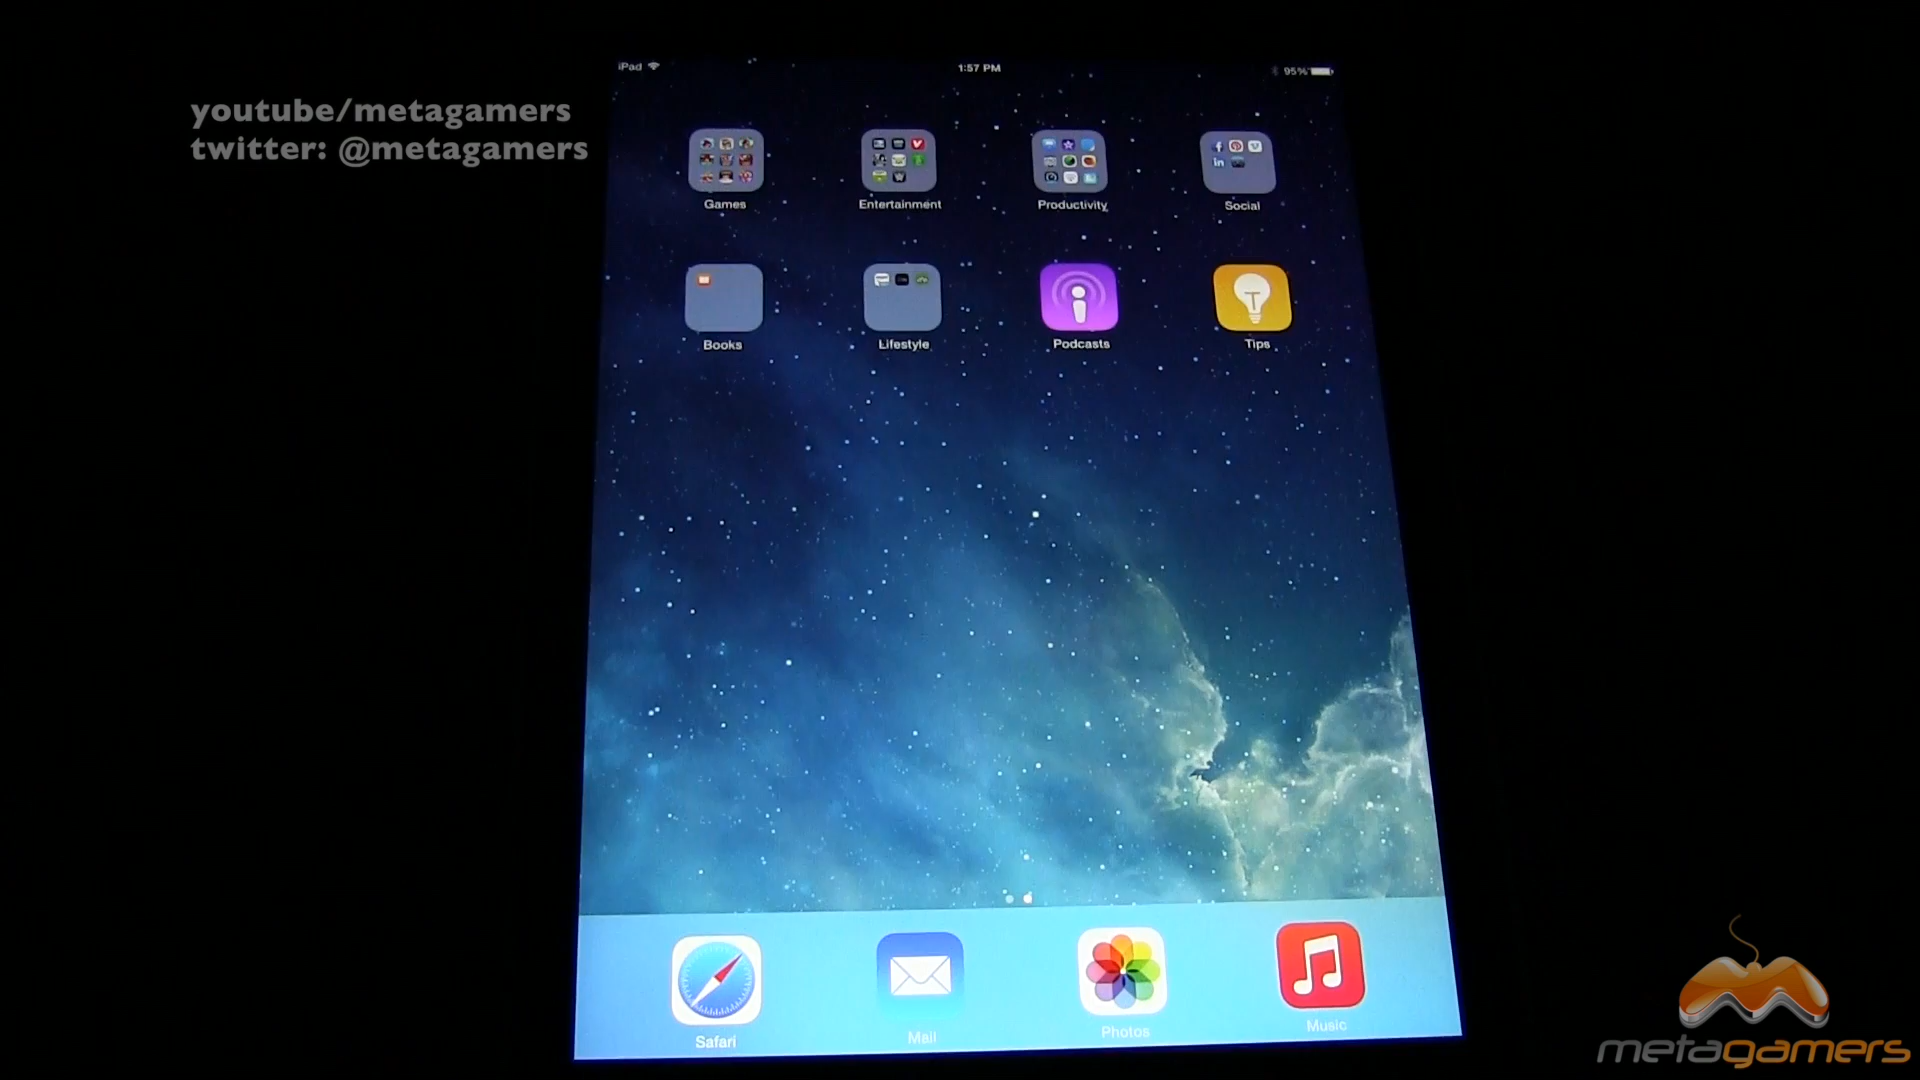 iPad 1:57 PM 95%
youtube/metagamers
twitter: @metagamers
Games Entertainment Productivity Social
Books Lifestyle Podcasts Tips
Safari Mail Photos Music
metagamers